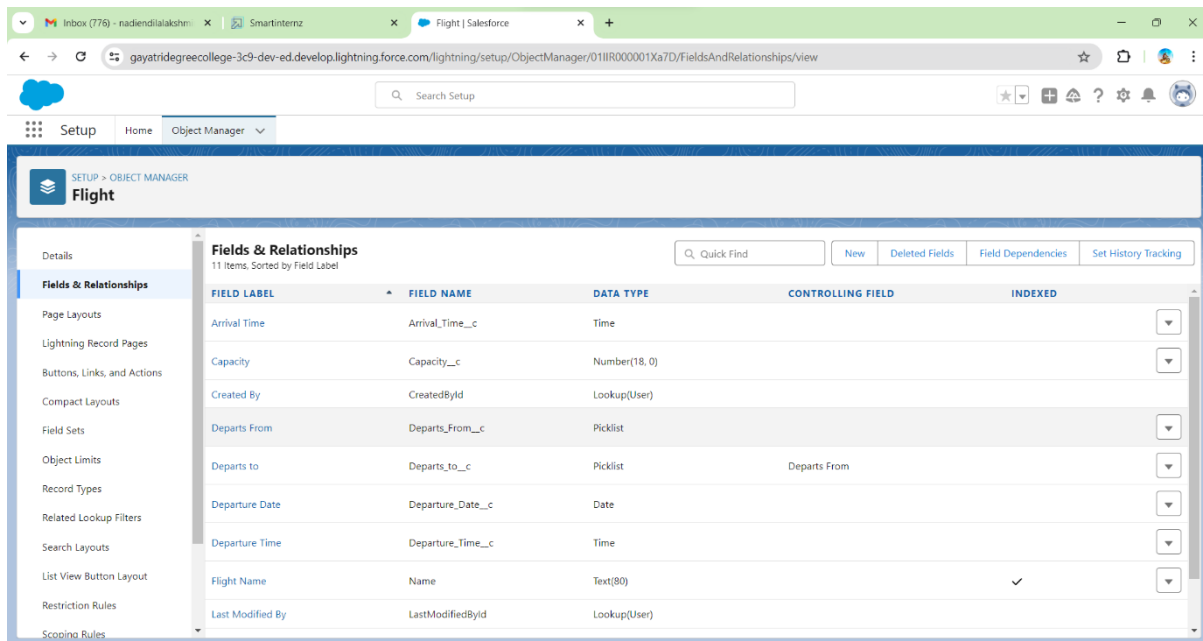 Inbox (776) - nadiendilalakshmi
Smartinternz
Flight | Salesforce
gayatridegreecollege-3c9-dev-ed.develop.lightning.force.com/lightning/setup/ObjectManager/01IIR000001Xa7D/FieldsAndRelationships/view
Search Setup
Setup Home Object Manager
SETUP > OBJECT MANAGER
Flight
Details
Fields & Relationships
Page Layouts
Lightning Record Pages
Buttons, Links, and Actions
Compact Layouts
Field Sets
Object Limits
Record Types
Related Lookup Filters
Search Layouts
List View Button Layout
Restriction Rules
Scoping Rules
Fields & Relationships
11 Items, Sorted by Field Label
Quick Find New Deleted Fields Field Dependencies Set History Tracking
FIELD LABEL FIELD NAME DATA TYPE CONTROLLING FIELD INDEXED
Arrival Time Arrival_Time__c Time
Capacity Capacity__c Number(18, 0)
Created By CreatedById Lookup(User)
Departs From Departs_From__c Picklist
Departs to Departs_to__c Picklist Departs From
Departure Date Departure_Date__c Date
Departure Time Departure_Time__c Time
Flight Name Name Text(80)
Last Modified By LastModifiedById Lookup(User)